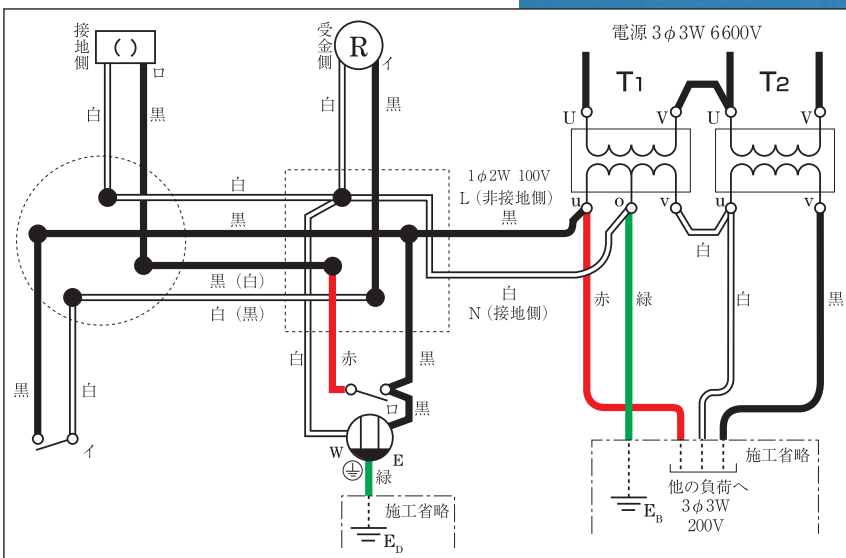 接地側
( )
ロ
白
黒
受金側
R
イ
白
黒
電源 3φ3W 6600V
T1
T2
U
V
U
V
1φ2W 100V
L(非接地側)
黒
u
o
v
u
v
白
白
黒
黒(白)
白(黒)
白
N(接地側)
赤
緑
白
黒
黒
白
イ
白
赤
黒
ロ
黒
W
E
緑
施工省略
E_D
施工省略
他の負荷へ
3φ3W
200V
E_B